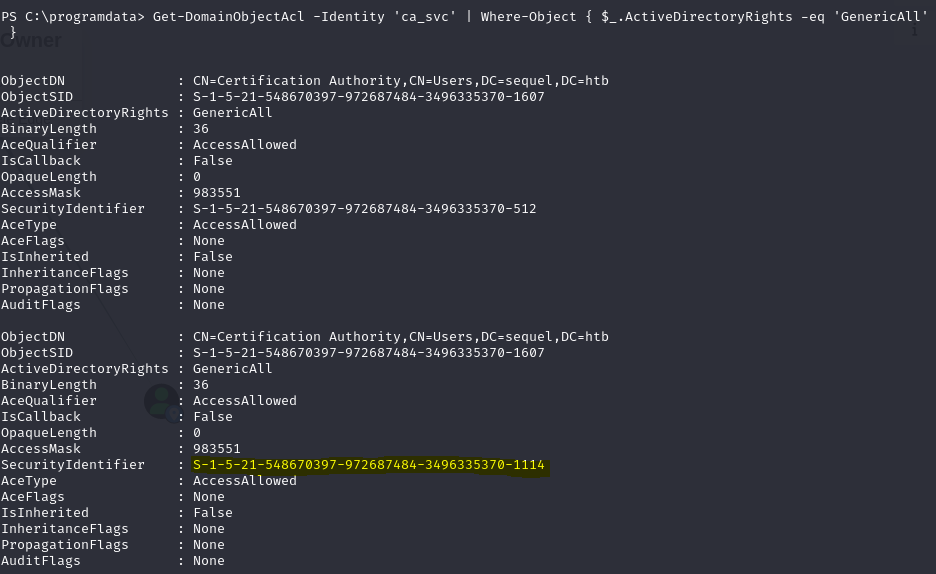 PS C:\programdata> Get-DomainObjectAcl -Identity 'ca_svc' | Where-Object { $_.ActiveDirectoryRights -eq 'GenericAll'
}
Owner
1
ObjectDN : CN=Certification Authority,CN=Users,DC=sequel,DC=htb
ObjectSID : S-1-5-21-548670397-972687484-3496335370-1607
ActiveDirectoryRights : GenericAll
BinaryLength : 36
AceQualifier : AccessAllowed
IsCallback : False
OpaqueLength : 0
AccessMask : 983551
SecurityIdentifier : S-1-5-21-548670397-972687484-3496335370-512
AceType : AccessAllowed
AceFlags : None
IsInherited : False
InheritanceFlags : None
PropagationFlags : None
AuditFlags : None
ObjectDN : CN=Certification Authority,CN=Users,DC=sequel,DC=htb
ObjectSID : S-1-5-21-548670397-972687484-3496335370-1607
ActiveDirectoryRights : GenericAll
BinaryLength : 36
AceQualifier : AccessAllowed
IsCallback : False
OpaqueLength : 0
AccessMask : 983551
SecurityIdentifier : S-1-5-21-548670397-972687484-3496335370-1114
AceType : AccessAllowed
AceFlags : None
IsInherited : False
InheritanceFlags : None
PropagationFlags : None
AuditFlags : None